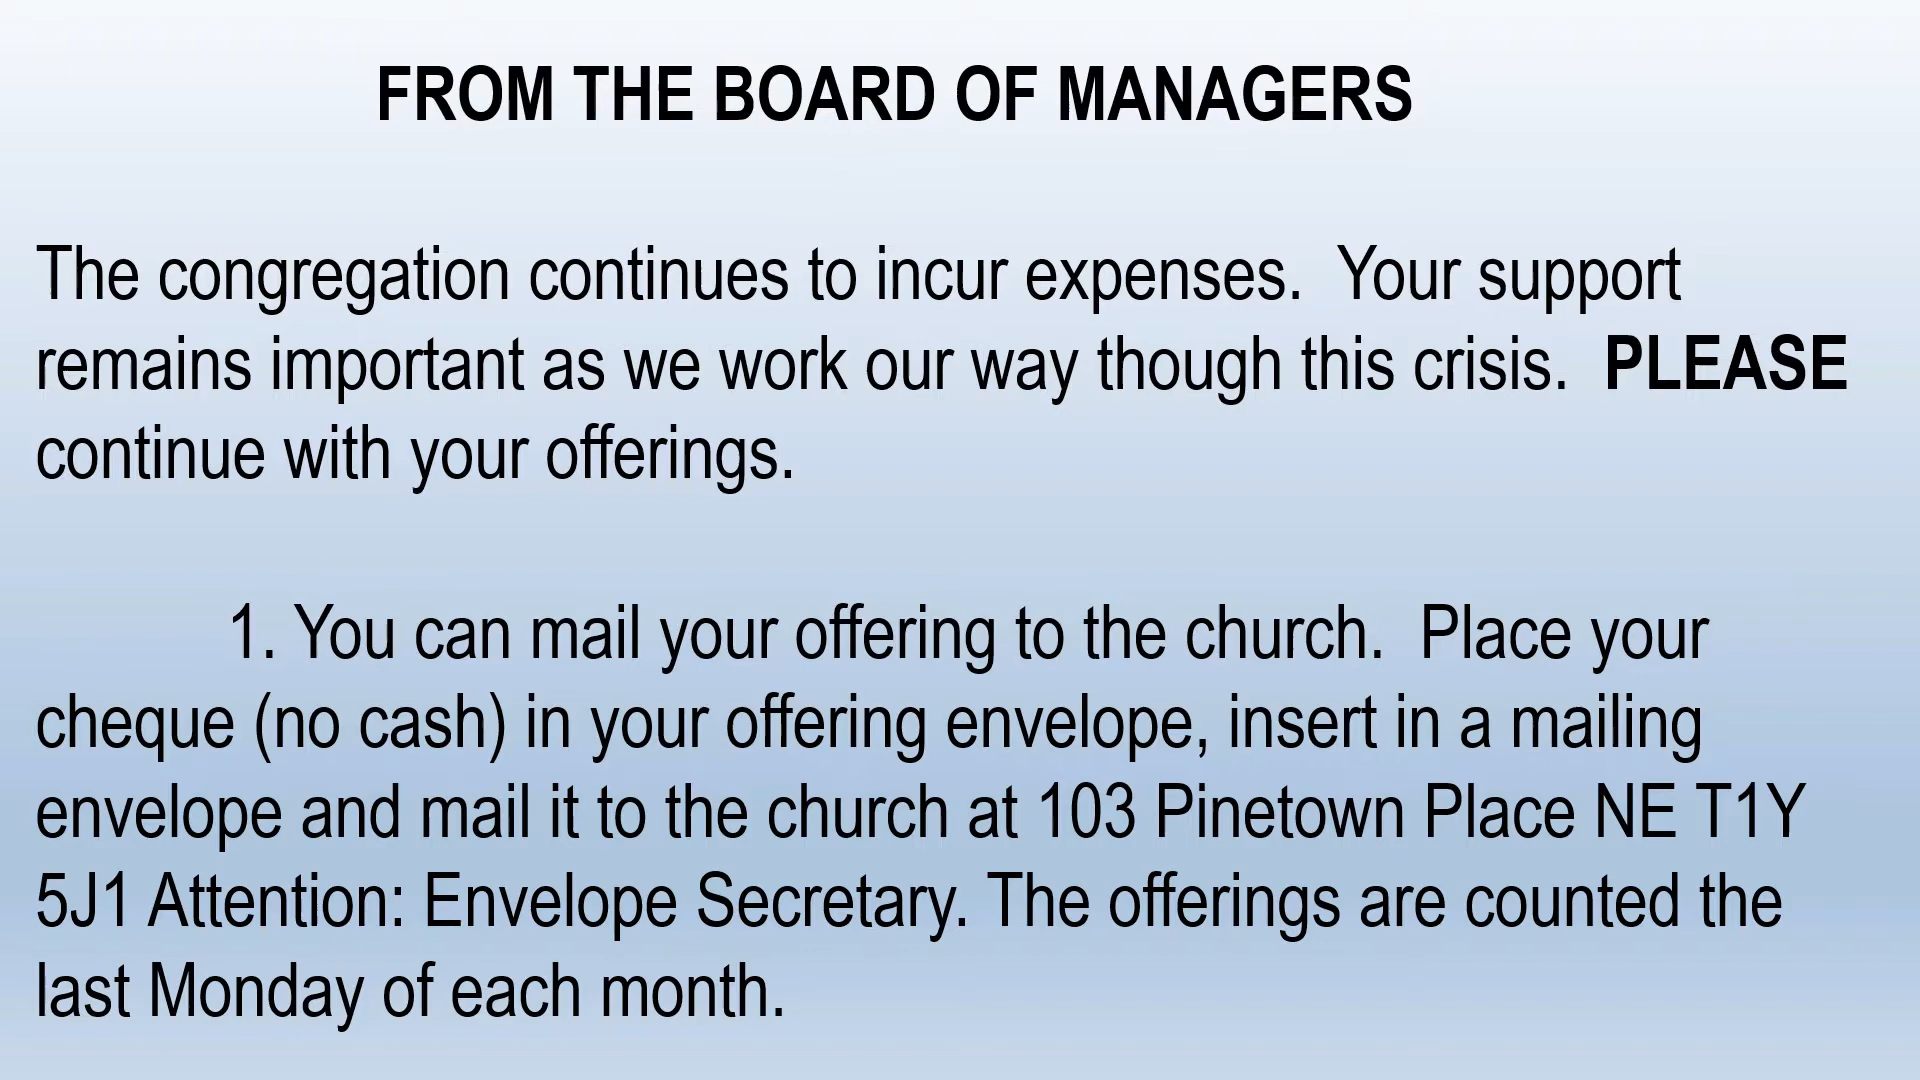 FROM THE BOARD OF MANAGERS
The congregation continues to incur expenses.  Your support
remains important as we work our way though this crisis.  PLEASE
continue with your offerings.
1. You can mail your offering to the church.  Place your
cheque (no cash) in your offering envelope, insert in a mailing
envelope and mail it to the church at 103 Pinetown Place NE T1Y
5J1 Attention: Envelope Secretary. The offerings are counted the
last Monday of each month.